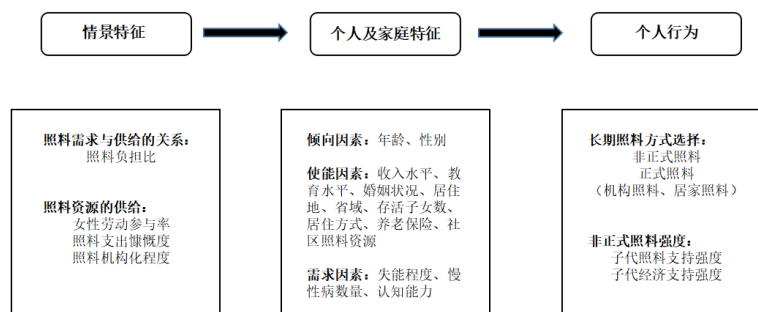 情景特征
个人及家庭特征
个人行为
照料需求与供给的关系：
照料负担比
照料资源的供给：
女性劳动参与率
照料支出慷慨度
照料机构化程度
倾向因素：年龄、性别
使能因素：收入水平、教
育水平、婚姻状况、居住
地、省域、存活子女数、
居住方式、养老保险、社
区照料资源
需求因素：失能程度、慢
性病数量、认知能力
长期照料方式选择：
非正式照料
正式照料
（机构照料、居家照料）
非正式照料强度：
子代照料支持强度
子代经济支持强度